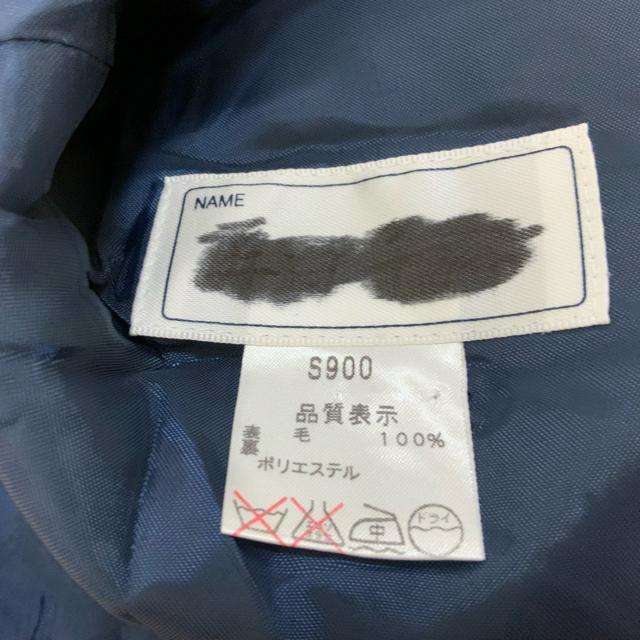 NAME
S900
品質表示
表 毛 100%
裏 ポリエステル
中 ドライ